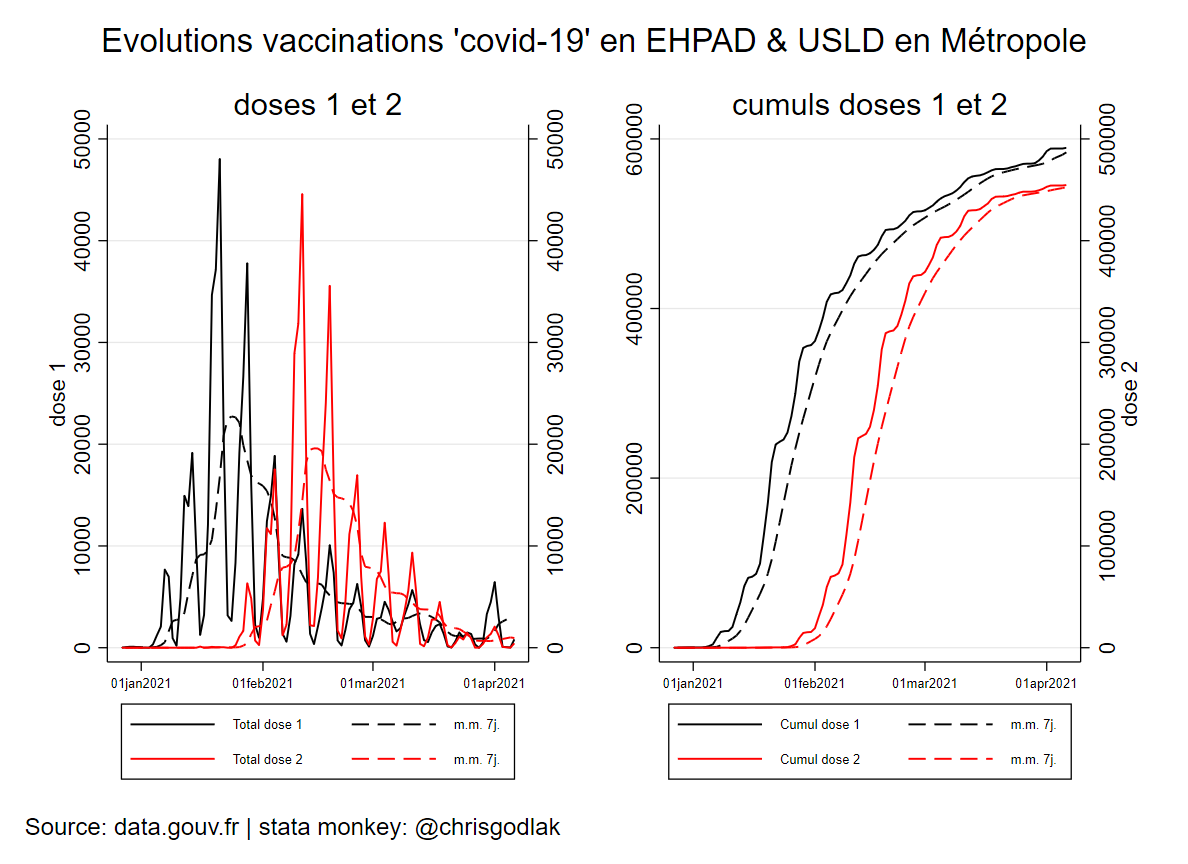 Evolutions vaccinations 'covid-19' en EHPAD & USLD en Métropole
doses 1 et 2
cumuls doses 1 et 2
dose 1
50000
40000
30000
20000
10000
0
50000
40000
30000
20000
10000
0
01jan2021 01feb2021 01mar2021 01apr2021
Total dose 1 m.m. 7j.
Total dose 2 m.m. 7j.
600000
400000
200000
0
500000
400000
300000
200000
100000
0
dose 2
01jan2021 01feb2021 01mar2021 01apr2021
Cumul dose 1 m.m. 7j.
Cumul dose 2 m.m. 7j.
Source: data.gouv.fr | stata monkey: @chrisgodlak